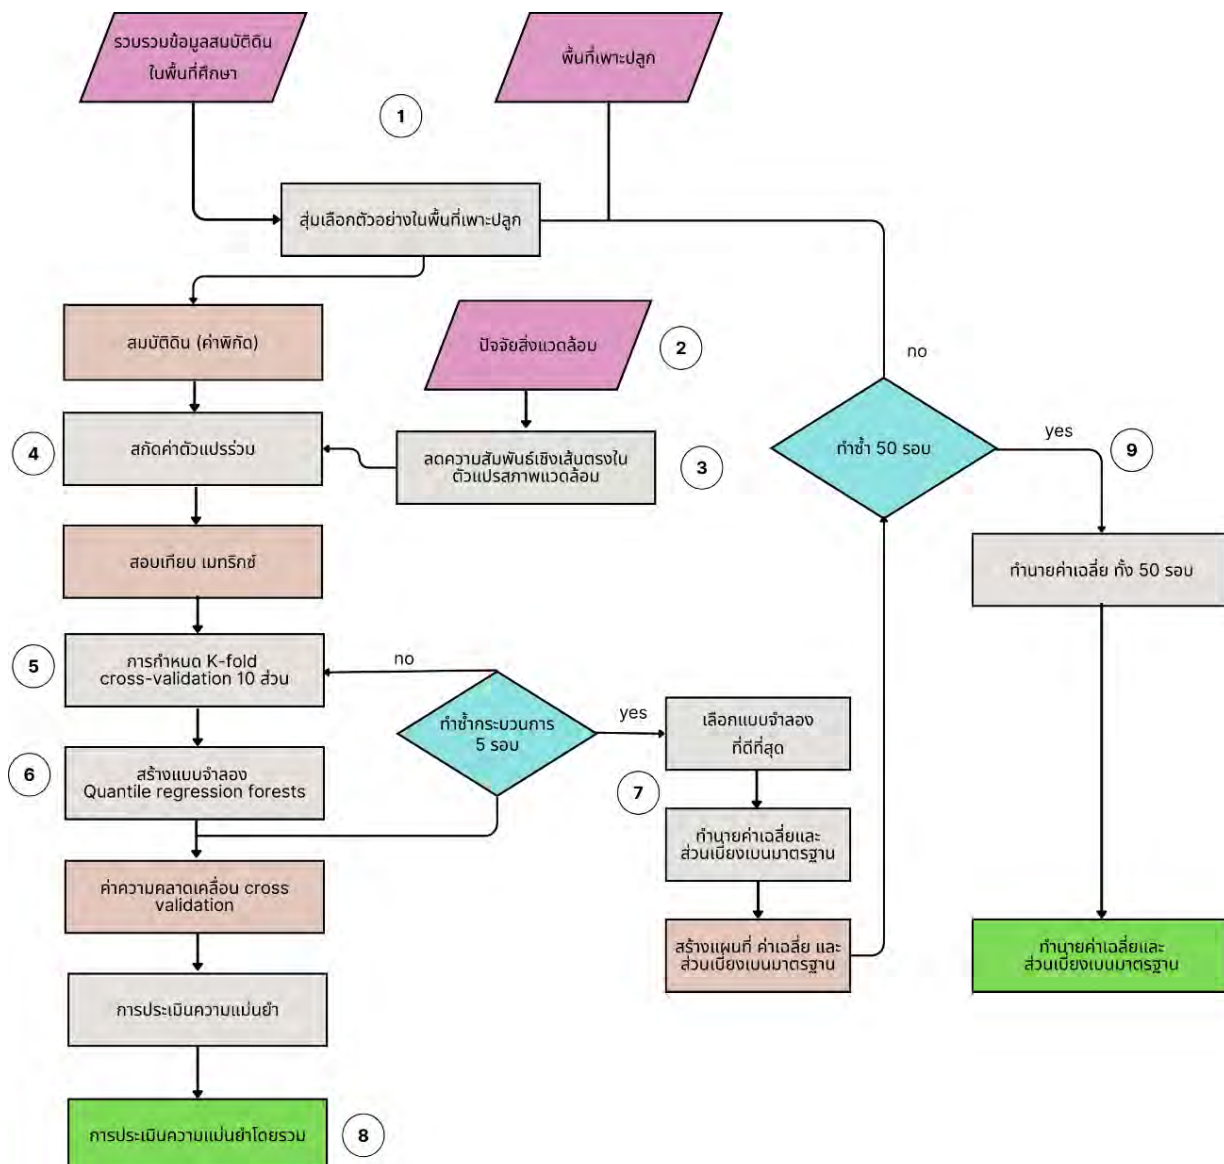 รวบรวมข้อมูลสมบัติดิน
ในพื้นที่ศึกษา
พื้นที่เพาะปลูก
1
สุ่มเลือกตัวอย่างในพื้นที่เพาะปลูก
สมบัติดิน (ค่าพิกัด)
ปัจจัยสิ่งแวดล้อม
2
no
4
สกัดค่าตัวแปรร่วม
ลดความสัมพันธ์เชิงเส้นตรงใน
ตัวแปรสภาพแวดล้อม
3
ทำซ้ำ 50 รอบ
yes
9
สอบเทียบ เมทริกซ์
ทำนายค่าเฉลี่ย ทั้ง 50 รอบ
5
การกำหนด K-fold
cross-validation 10 ส่วน
no
ทำซ้ำกระบวนการ
5 รอบ
yes
เลือกแบบจำลอง
ที่ดีที่สุด
6
สร้างแบบจำลอง
Quantile regression forests
7
ทำนายค่าเฉลี่ยและ
ส่วนเบี่ยงเบนมาตรฐาน
ค่าความคลาดเคลื่อน cross
validation
สร้างแผนที่ ค่าเฉลี่ย และ
ส่วนเบี่ยงเบนมาตรฐาน
ทำนายค่าเฉลี่ยและ
ส่วนเบี่ยงเบนมาตรฐาน
การประเมินความแม่นยำ
การประเมินความแม่นยำโดยรวม
8